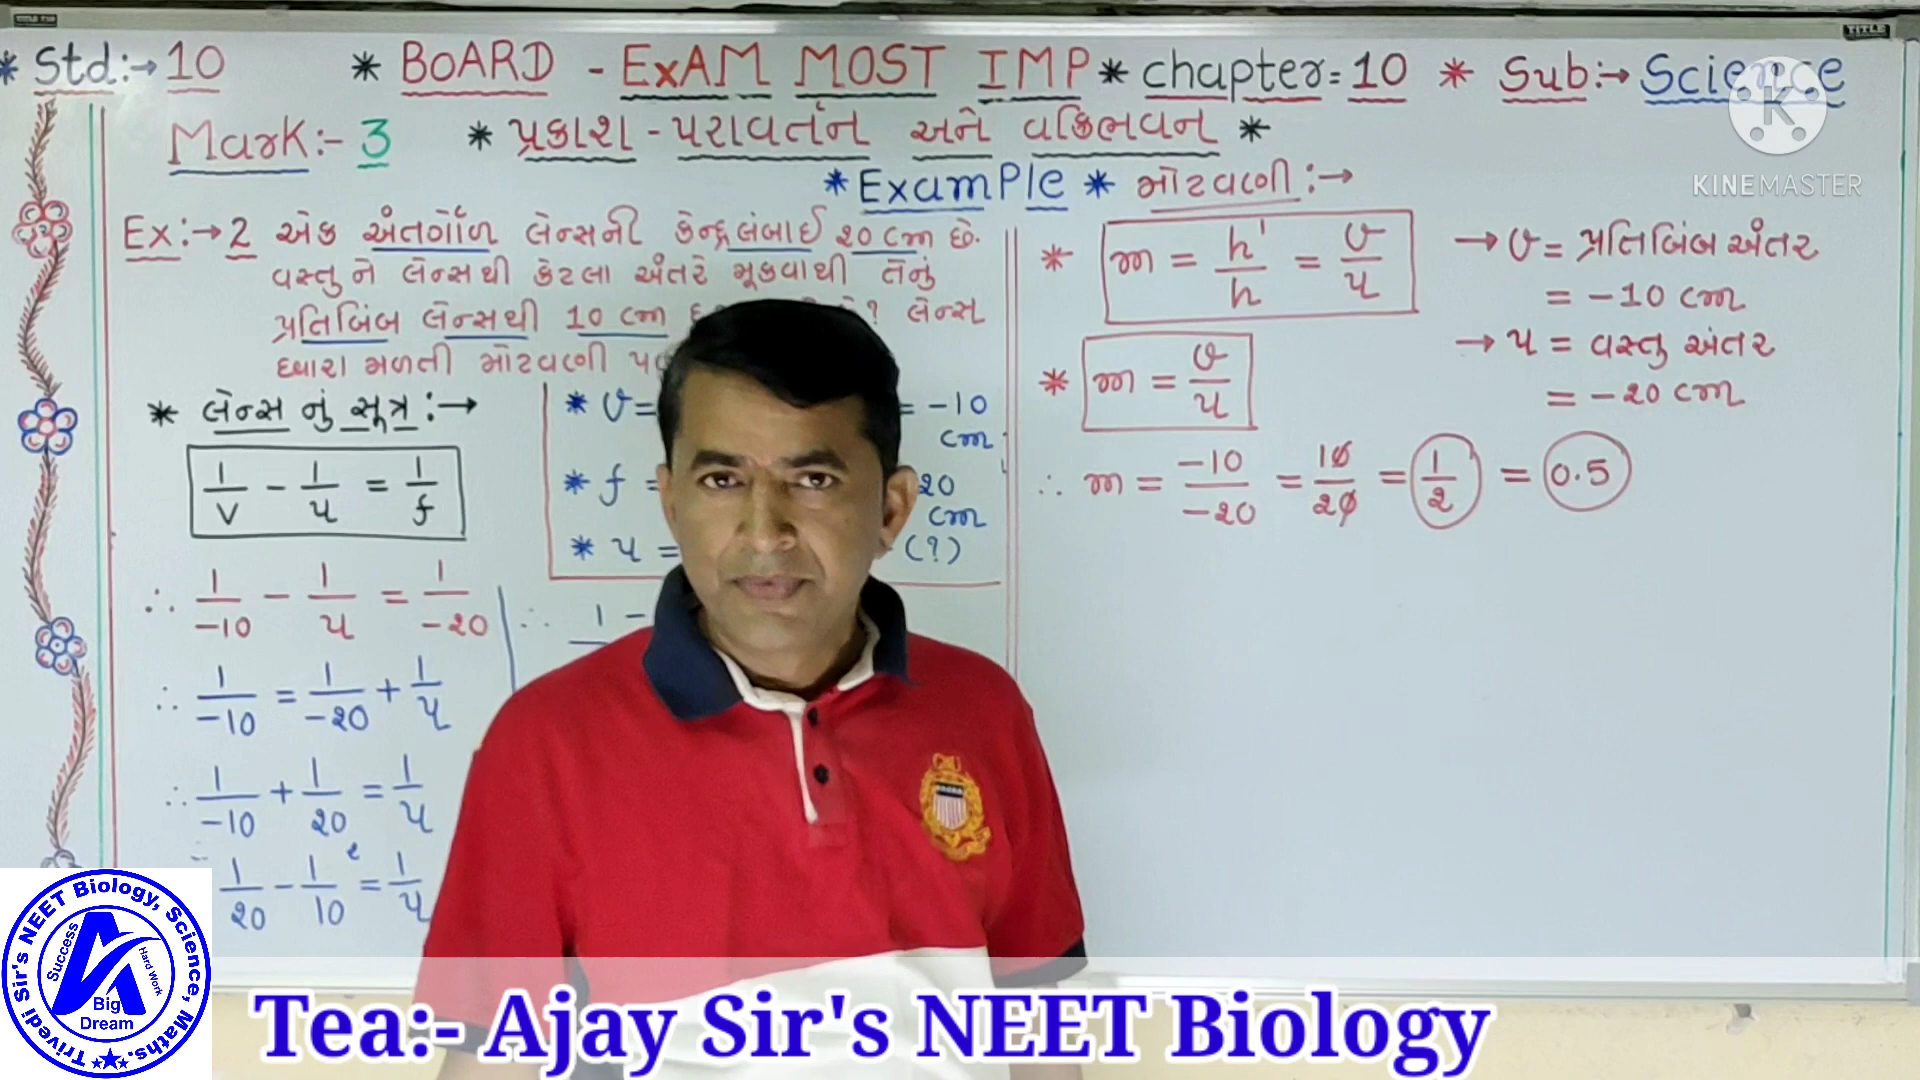 * Std:→ 10 * BOARD - EXAM MOST IMP * chapter = 10 * Sub:→ Science
Mark:- 3 * પ્રકાશ - પરાવર્તન અને વક્રિભવન *
* Example * મોટવણી :→
KINEMASTER
Ex:→ 2 એક અંતર્ગોળ લેન્સની કેન્દ્રલંબાઈ 20 cm છે.
વસ્તુને લેન્સથી કેટલા અંતરે મૂકવાથી તેનું
પ્રતિબિંબ લેન્સથી 10 cm ? લેન્સ
ધ્વારા મળતી મોટવણી
* લેન્સ નું સૂત્ર :→
1/v - 1/u = 1/f
* v = = -10 cm
* f = 20 cm
* u = (?)
∴ 1/-10 - 1/u = 1/-20
∴ 1/-10 = 1/-20 + 1/u
∴ 1/-10 + 1/20 = 1/u
1/20 - 1/10 = 1/u
∴ 1 -
* m = h'/h = v/u
→ v = પ્રતિબિંબ અંતર
= -10 cm
→ u = વસ્તુ અંતર
= -20 cm
* m = v/u
∴ m = -10/-20 = 10/20 = 1/2 = 0.5
Trivedi Sir's NEET Biology, Science, Maths.
Success
Hard Work
Big Dream
Tea:- Ajay Sir's NEET Biology